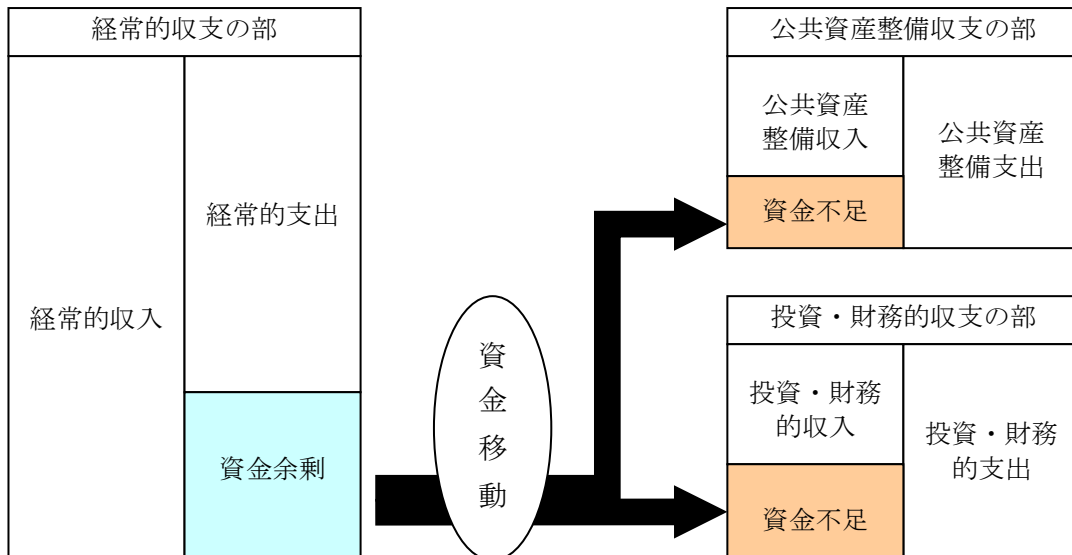 経常的収支の部
経常的収入
経常的支出
資金余剰
資金移動
公共資産整備収支の部
公共資産
整備収入
資金不足
公共資産
整備支出
投資・財務的収支の部
投資・財務
的収入
資金不足
投資・財務
的支出